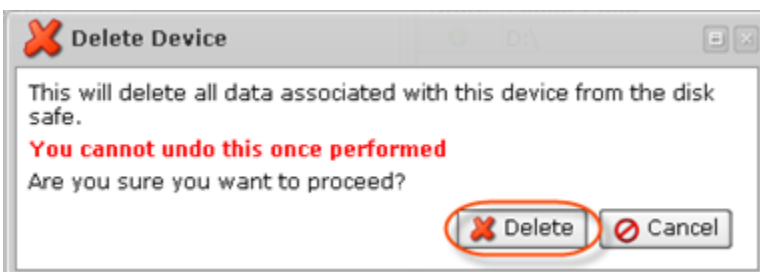 Delete Device
D:\
This will delete all data associated with this device from the disk
safe.
You cannot undo this once performed
Are you sure you want to proceed?
Delete
Cancel